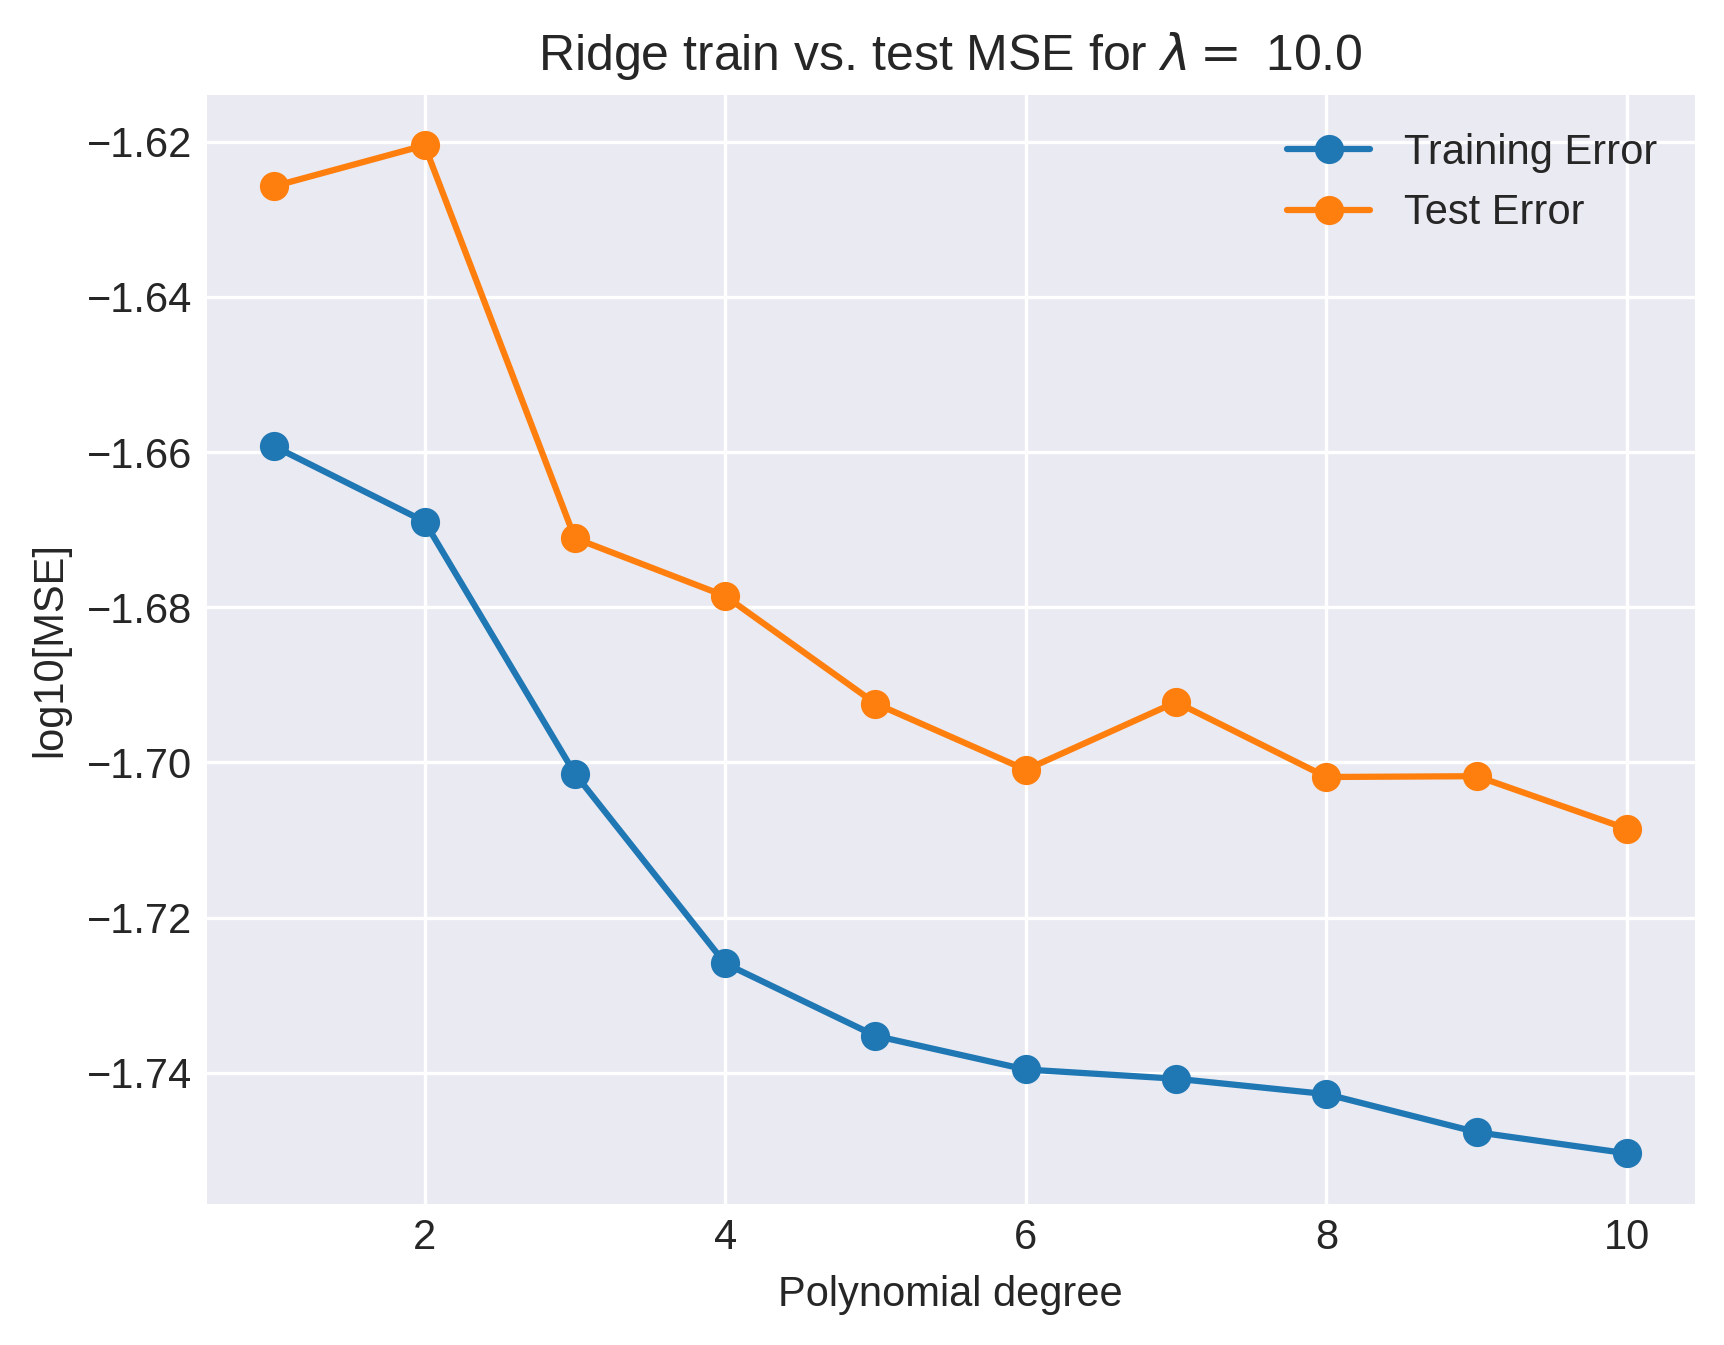 Ridge train vs. test MSE for λ = 10.0
Training Error
Test Error
−1.62
−1.64
−1.66
−1.68
−1.70
−1.72
−1.74
log10[MSE]
2 4 6 8 10
Polynomial degree